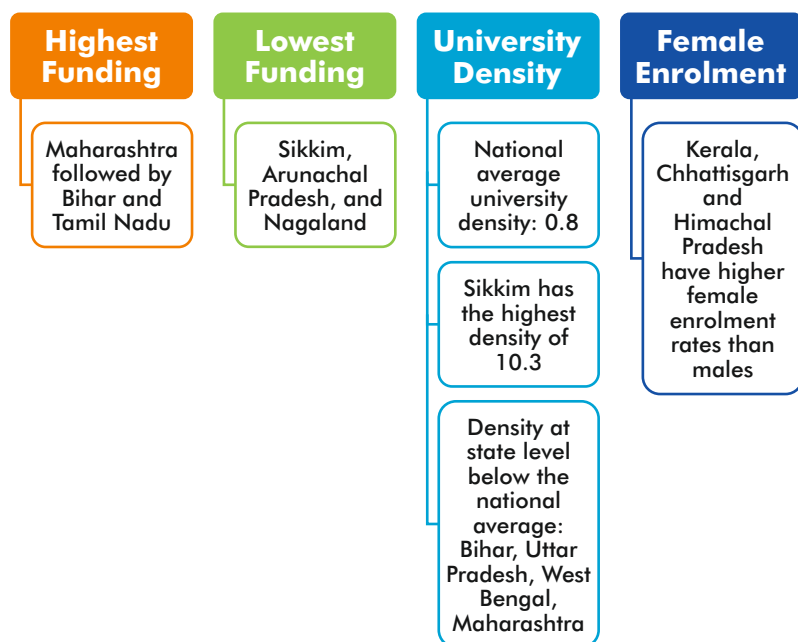 Highest
Funding
Maharashtra
followed by
Bihar and
Tamil Nadu
Lowest
Funding
Sikkim,
Arunachal
Pradesh, and
Nagaland
University
Density
National
average
university
density: 0.8
Sikkim has
the highest
density of
10.3
Density at
state level
below the
national
average:
Bihar, Uttar
Pradesh, West
Bengal,
Maharashtra
Female
Enrolment
Kerala,
Chhattisgarh
and
Himachal
Pradesh
have higher
female
enrolment
rates than
males